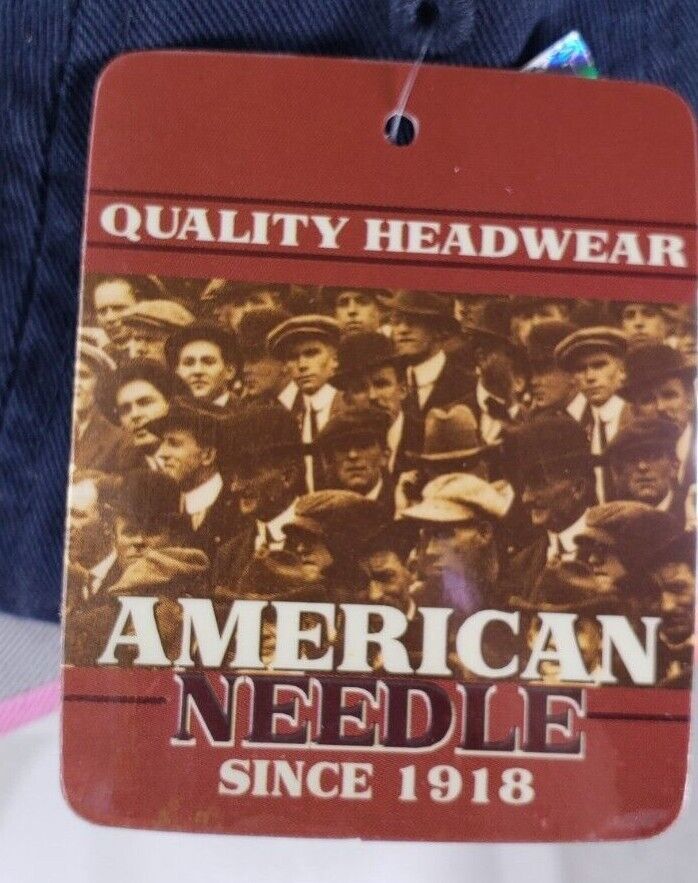 QUALITY HEADWEAR
AMERICAN
NEEDLE
SINCE 1918